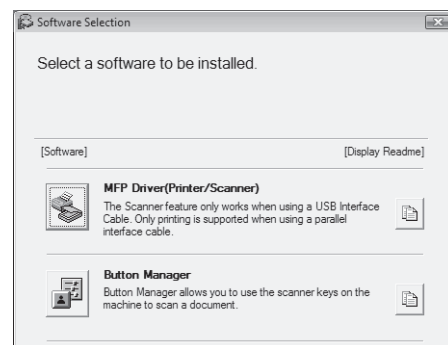 Software Selection
Select a software to be installed.
[Software] [Display Readme]
MFP Driver(Printer/Scanner)
The Scanner feature only works when using a USB Interface
Cable. Only printing is supported when using a parallel
interface cable.
Button Manager
Button Manager allows you to use the scanner keys on the
machine to scan a document.